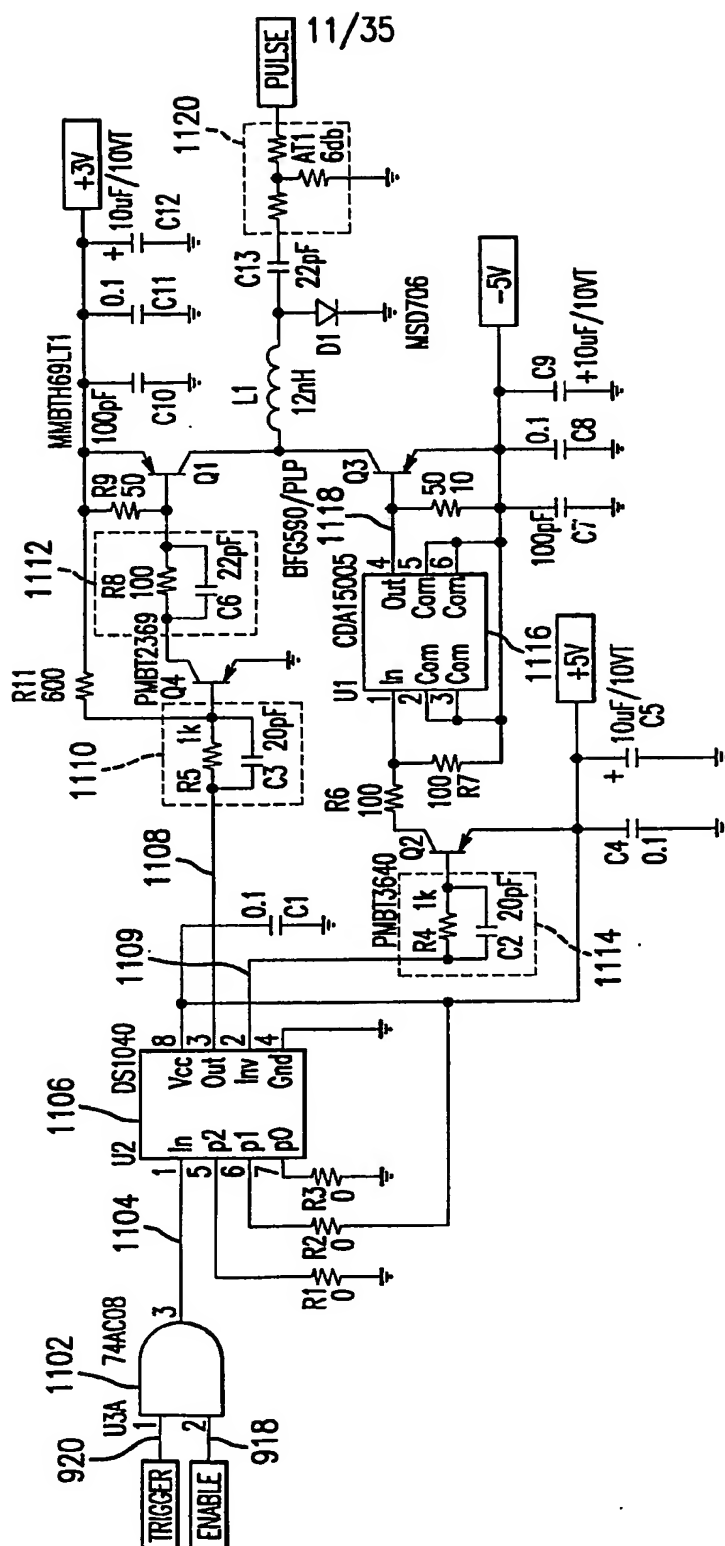 11/35
TRIGGER
ENABLE
920
918
1102
U3A
74AC08
1
2
3
1104
1106
U2
DS1040
1
In
5
p2
6
p1
7
p0
Vcc
8
Out
3
Inv
2
Gnd
4
R1
0
R2
0
R3
0
1109
1108
0.1
C1
1110
R5
1k
C3
20pF
R11
600
PMBT2369
Q4
1112
R8
100
C6
22pF
R9
50
MMBTH69LT1
Q1
100pF
C10
0.1
C11
+
10uF/10VT
C12
+3V
PMBT3640
R4
1k
C2
20pF
1114
Q2
R6
100
100
R7
U1
CDA15005
1
In
2
Com
3
Com
Out
4
Com
5
Com
6
1116
1118
BFG590/PLP
Q3
50
10
100pF
C7
0.1
C8
C9
+10uF/10VT
-5V
C4
0.1
+
10uF/10VT
C5
+5V
L1
12nH
D1
MSD706
C13
22pF
1120
AT1
6db
PULSE